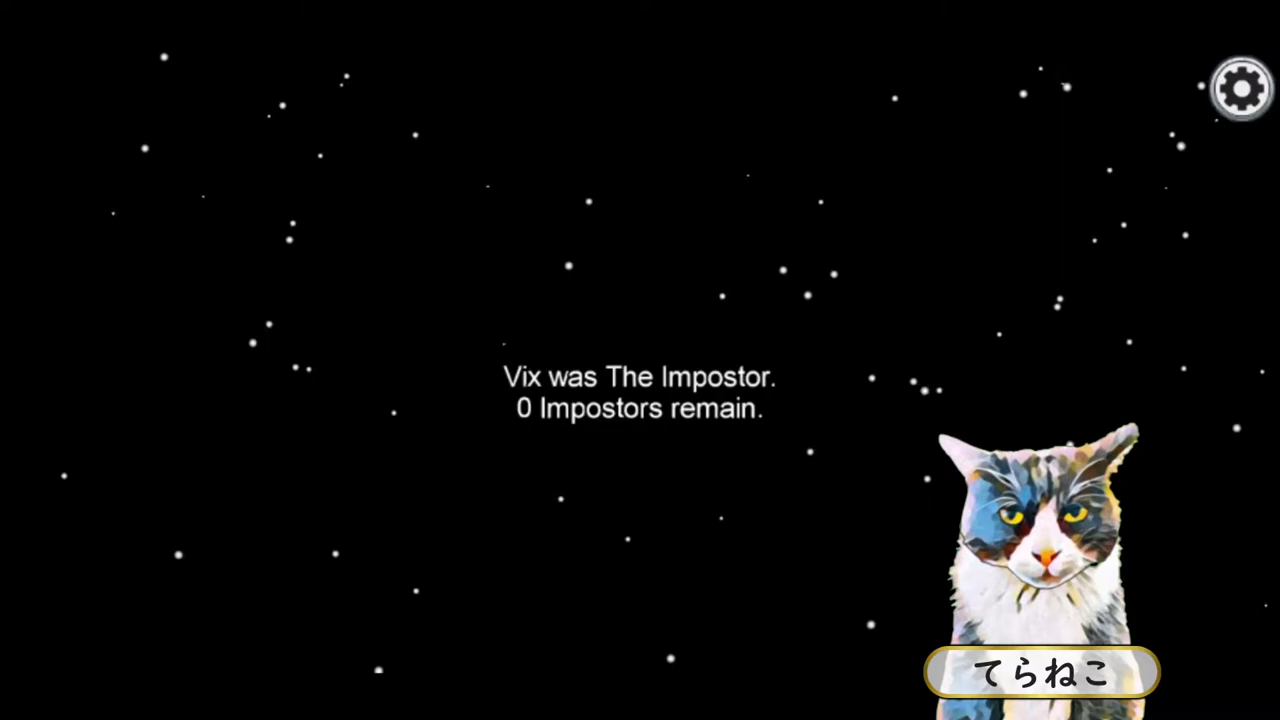 Vix was The Impostor.
0 Impostors remain.
てらねこ